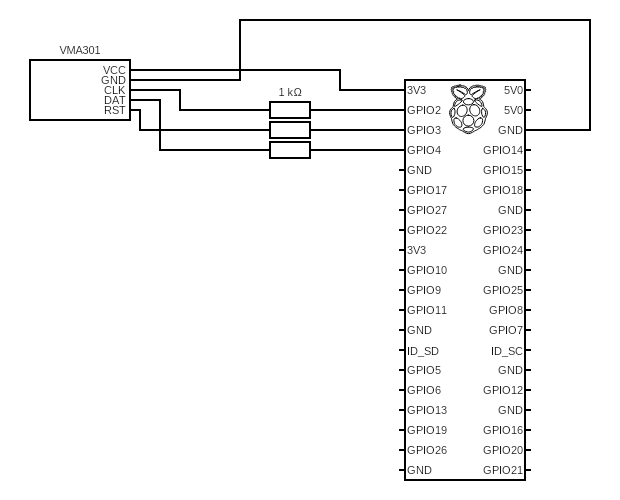 VMA301
VCC
GND
CLK
DAT
RST
1 kΩ
3V3 5V0
GPIO2 5V0
GPIO3 GND
GPIO4 GPIO14
GND GPIO15
GPIO17 GPIO18
GPIO27 GND
GPIO22 GPIO23
3V3 GPIO24
GPIO10 GND
GPIO9 GPIO25
GPIO11 GPIO8
GND GPIO7
ID_SD ID_SC
GPIO5 GND
GPIO6 GPIO12
GPIO13 GND
GPIO19 GPIO16
GPIO26 GPIO20
GND GPIO21